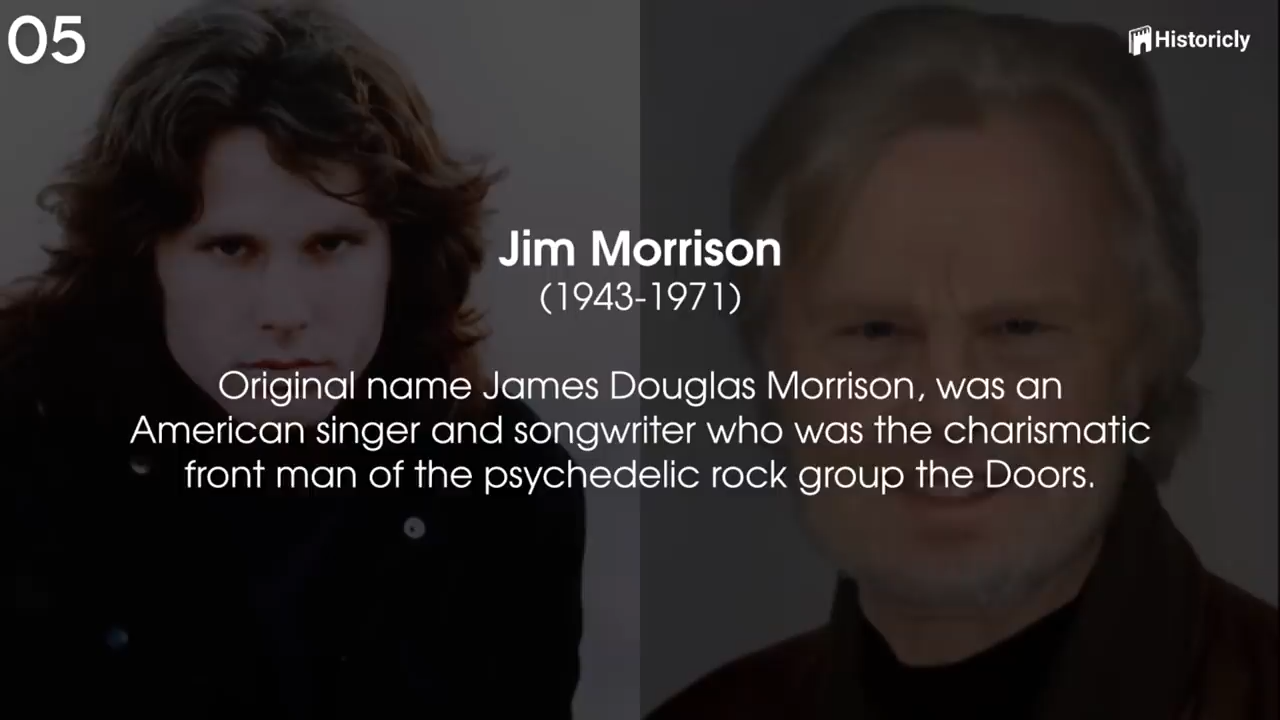 05
Historicly
Jim Morrison
(1943-1971)
Original name James Douglas Morrison, was an
American singer and songwriter who was the charismatic
front man of the psychedelic rock group the Doors.